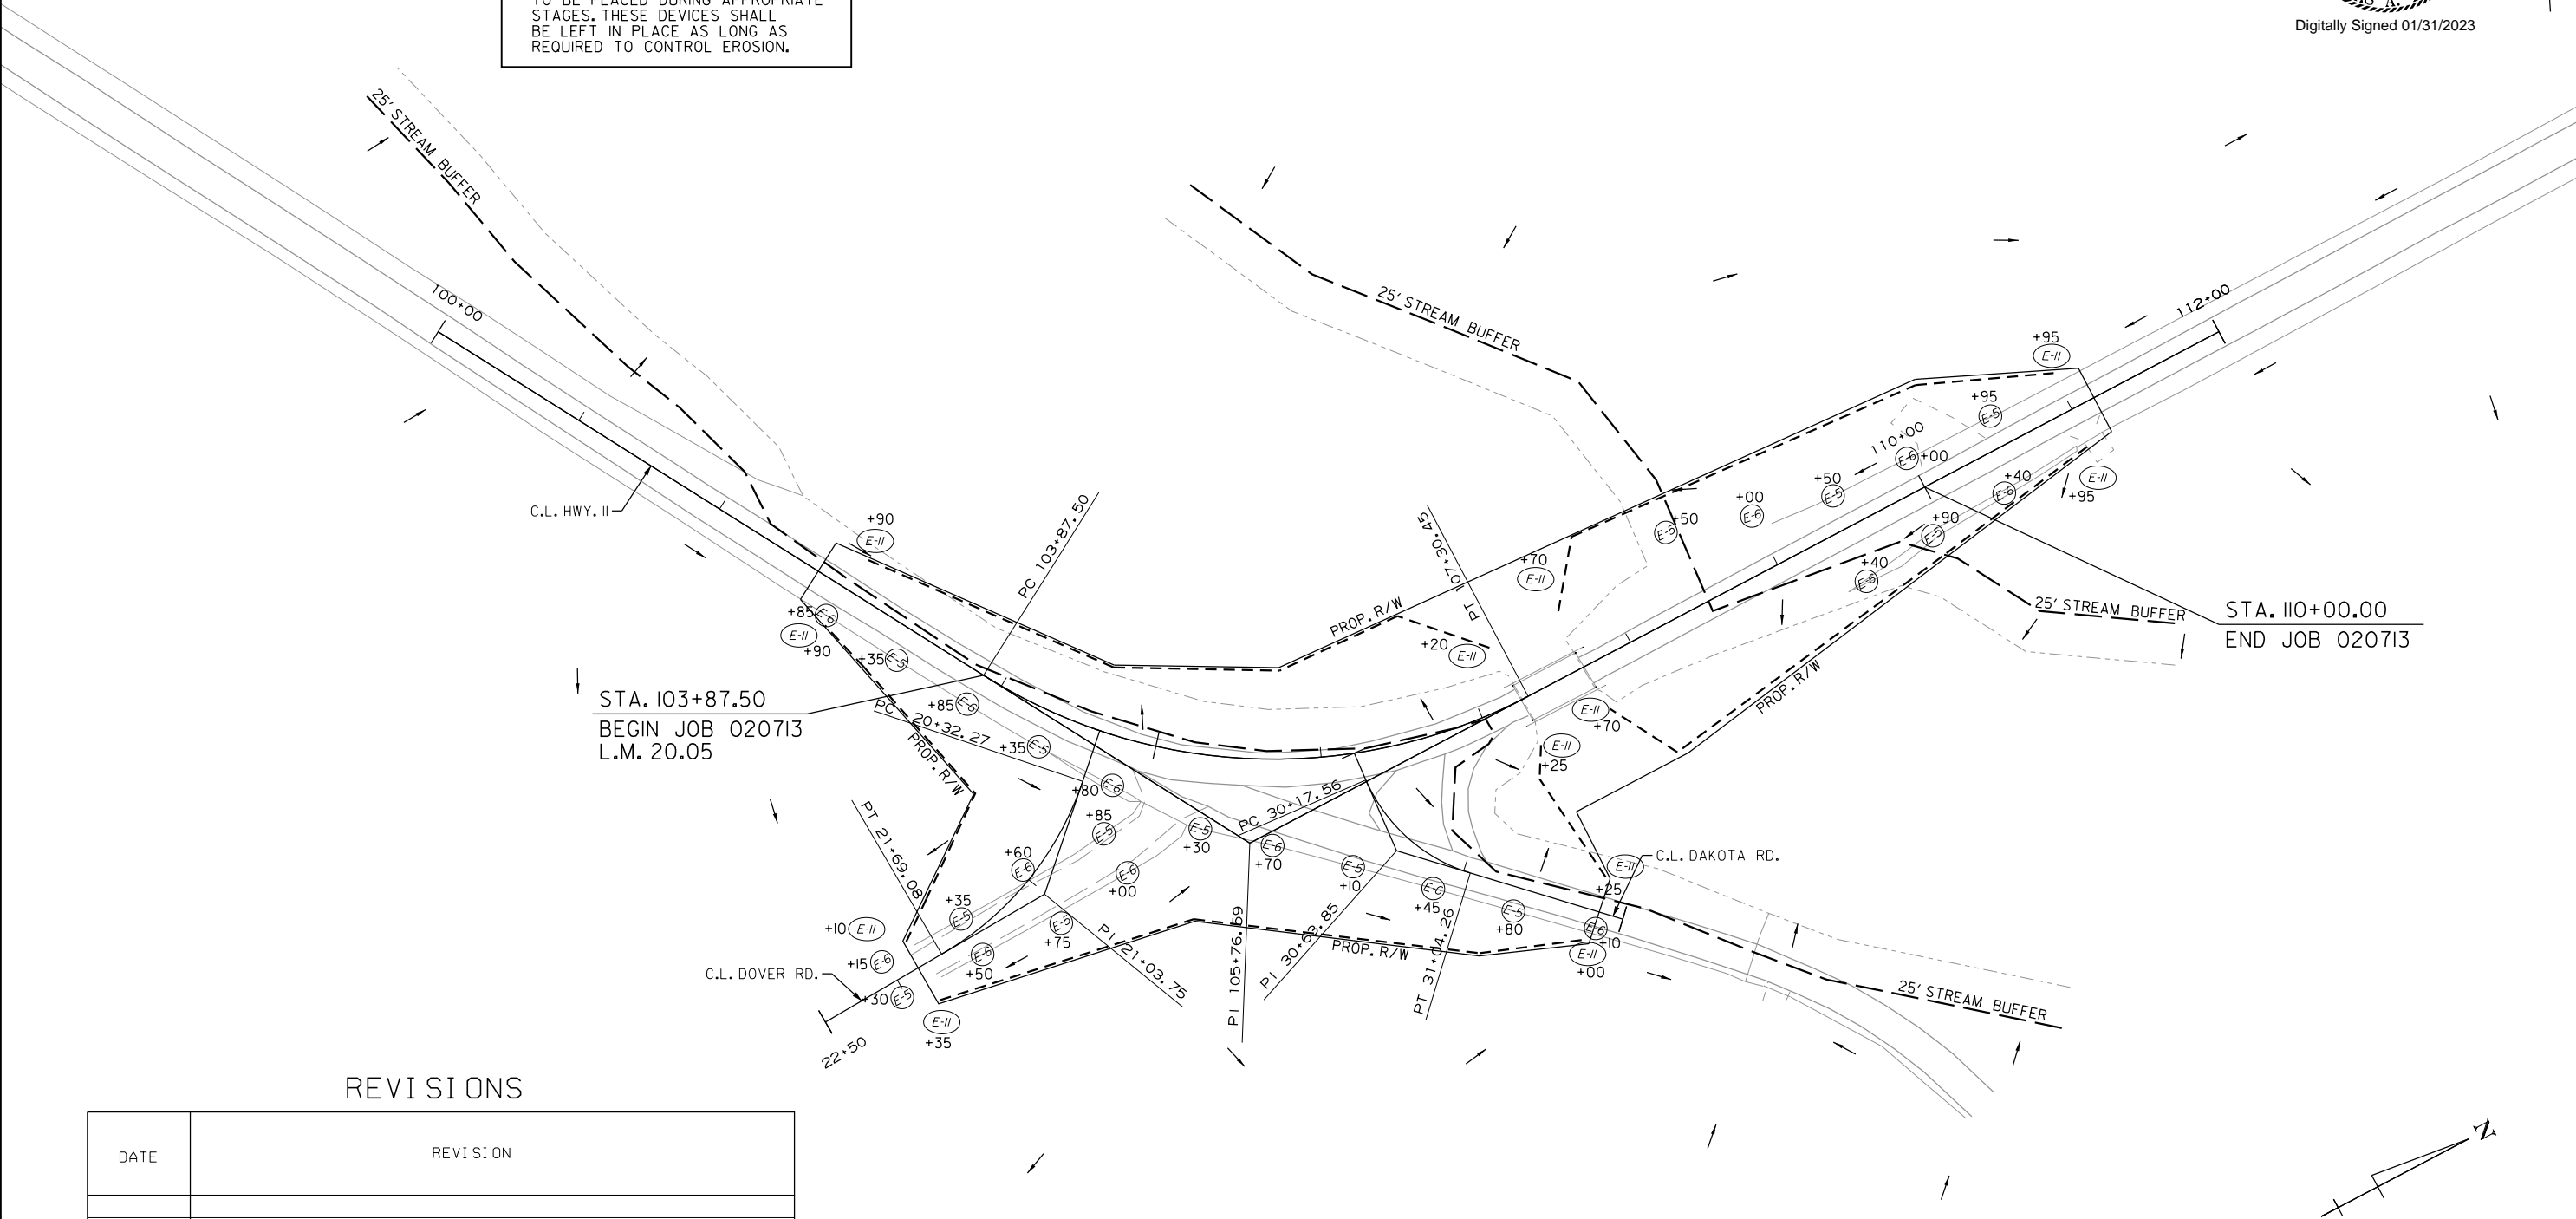 TO BE PLACED DURING APPROPRIATE
STAGES. THESE DEVICES SHALL
BE LEFT IN PLACE AS LONG AS
REQUIRED TO CONTROL EROSION.
Digitally Signed 01/31/2023
25' STREAM BUFFER
100+00
C.L. HWY. 11
25' STREAM BUFFER
112+00
+95
E-11
+95
E-5
110+00
E-6 +00
+50
E-5
+00
E-6
+50
E-5
+40
E-6
E-11
+95
+90
E-5
+40
E-6
+90
E-11
PC 103+87.50
PT 107+30.45
+70
E-11
PROP. R/W
+20
E-11
25' STREAM BUFFER
STA. 110+00.00
END JOB 020713
+85 E-6
E-11
+90
+35 E-5
+85 E-6
STA. 103+87.50
BEGIN JOB 020713
L.M. 20.05
PC 20+32.27
+35 E-5
PROP. R/W
+80 E-6
PROP. R/W
E-11
+70
E-11
+25
PT 21+69.08
+85
E-5
PC 30+17.56
E-5
+30
E-6
+70
+60
E-6
E-6
+00
E-5
+10
E-6
+45
E-11
+25
C.L. DAKOTA RD.
+35
E-5
+10 E-11
E-5
+75
E-5
+80
E-6
+10
E-11
+00
PROP. R/W
+15 E-6
E-6
+50
C.L. DOVER RD.
+30 E-5
PI 21+03.75
PI 105+76.69
PI 30+63.85
PT 31+04.26
25' STREAM BUFFER
E-11
+35
22+50
REVISIONS
DATE
REVISION
N